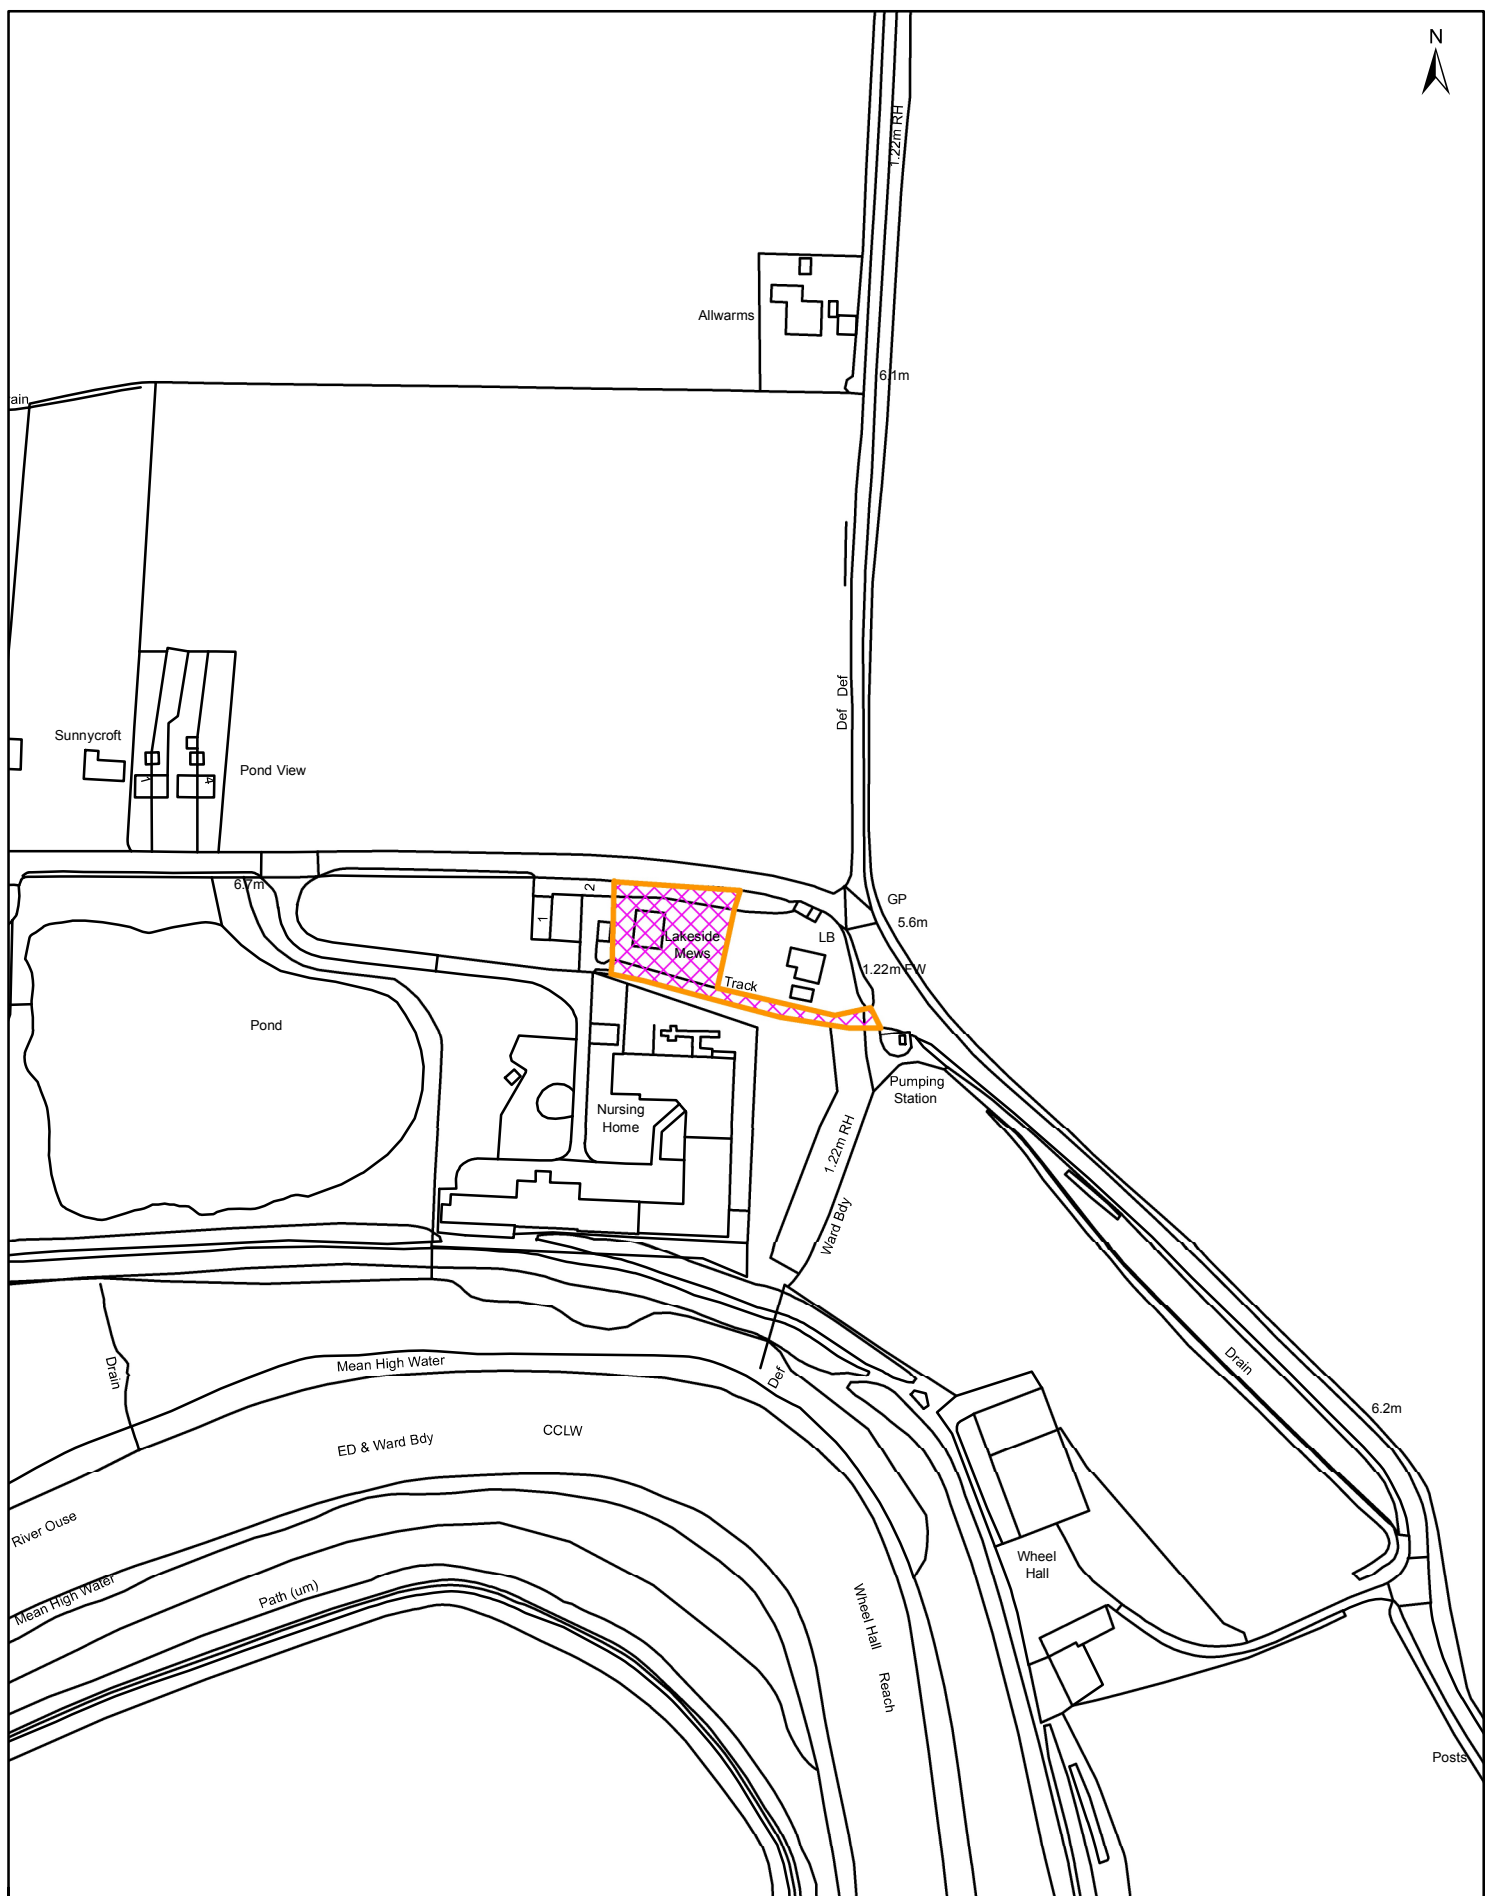 N
1.22m RH
Allwarms
6.1m
ain
Def
Def
Sunnycroft
1
4
Pond View
6.7m
2
1
GP
5.6m
LB
Lakeside
Mews
1.22m FW
Track
Pond
Pumping
Station
Nursing
Home
1.22m RH
Ward Bdy
Drain
Mean High Water
Drain
Def
6.2m
CCLW
ED & Ward Bdy
River Ouse
Wheel
Hall
Mean High Water
Path (um)
Wheel Hall
Reach
Posts